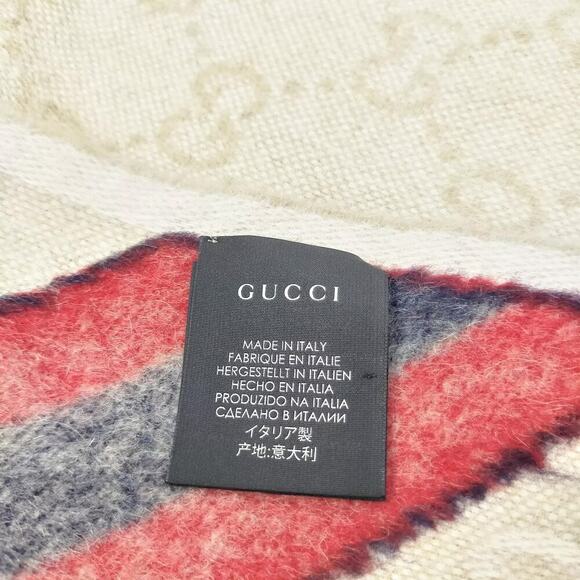 GUCCI
MADE IN ITALY
FABRIQUE EN ITALIE
HERGESTELLT IN ITALIEN
HECHO EN ITALIA
PRODUZIDO NA ITALIA
СДЕЛАНО В ИТАЛИИ
イタリア製
产地:意大利